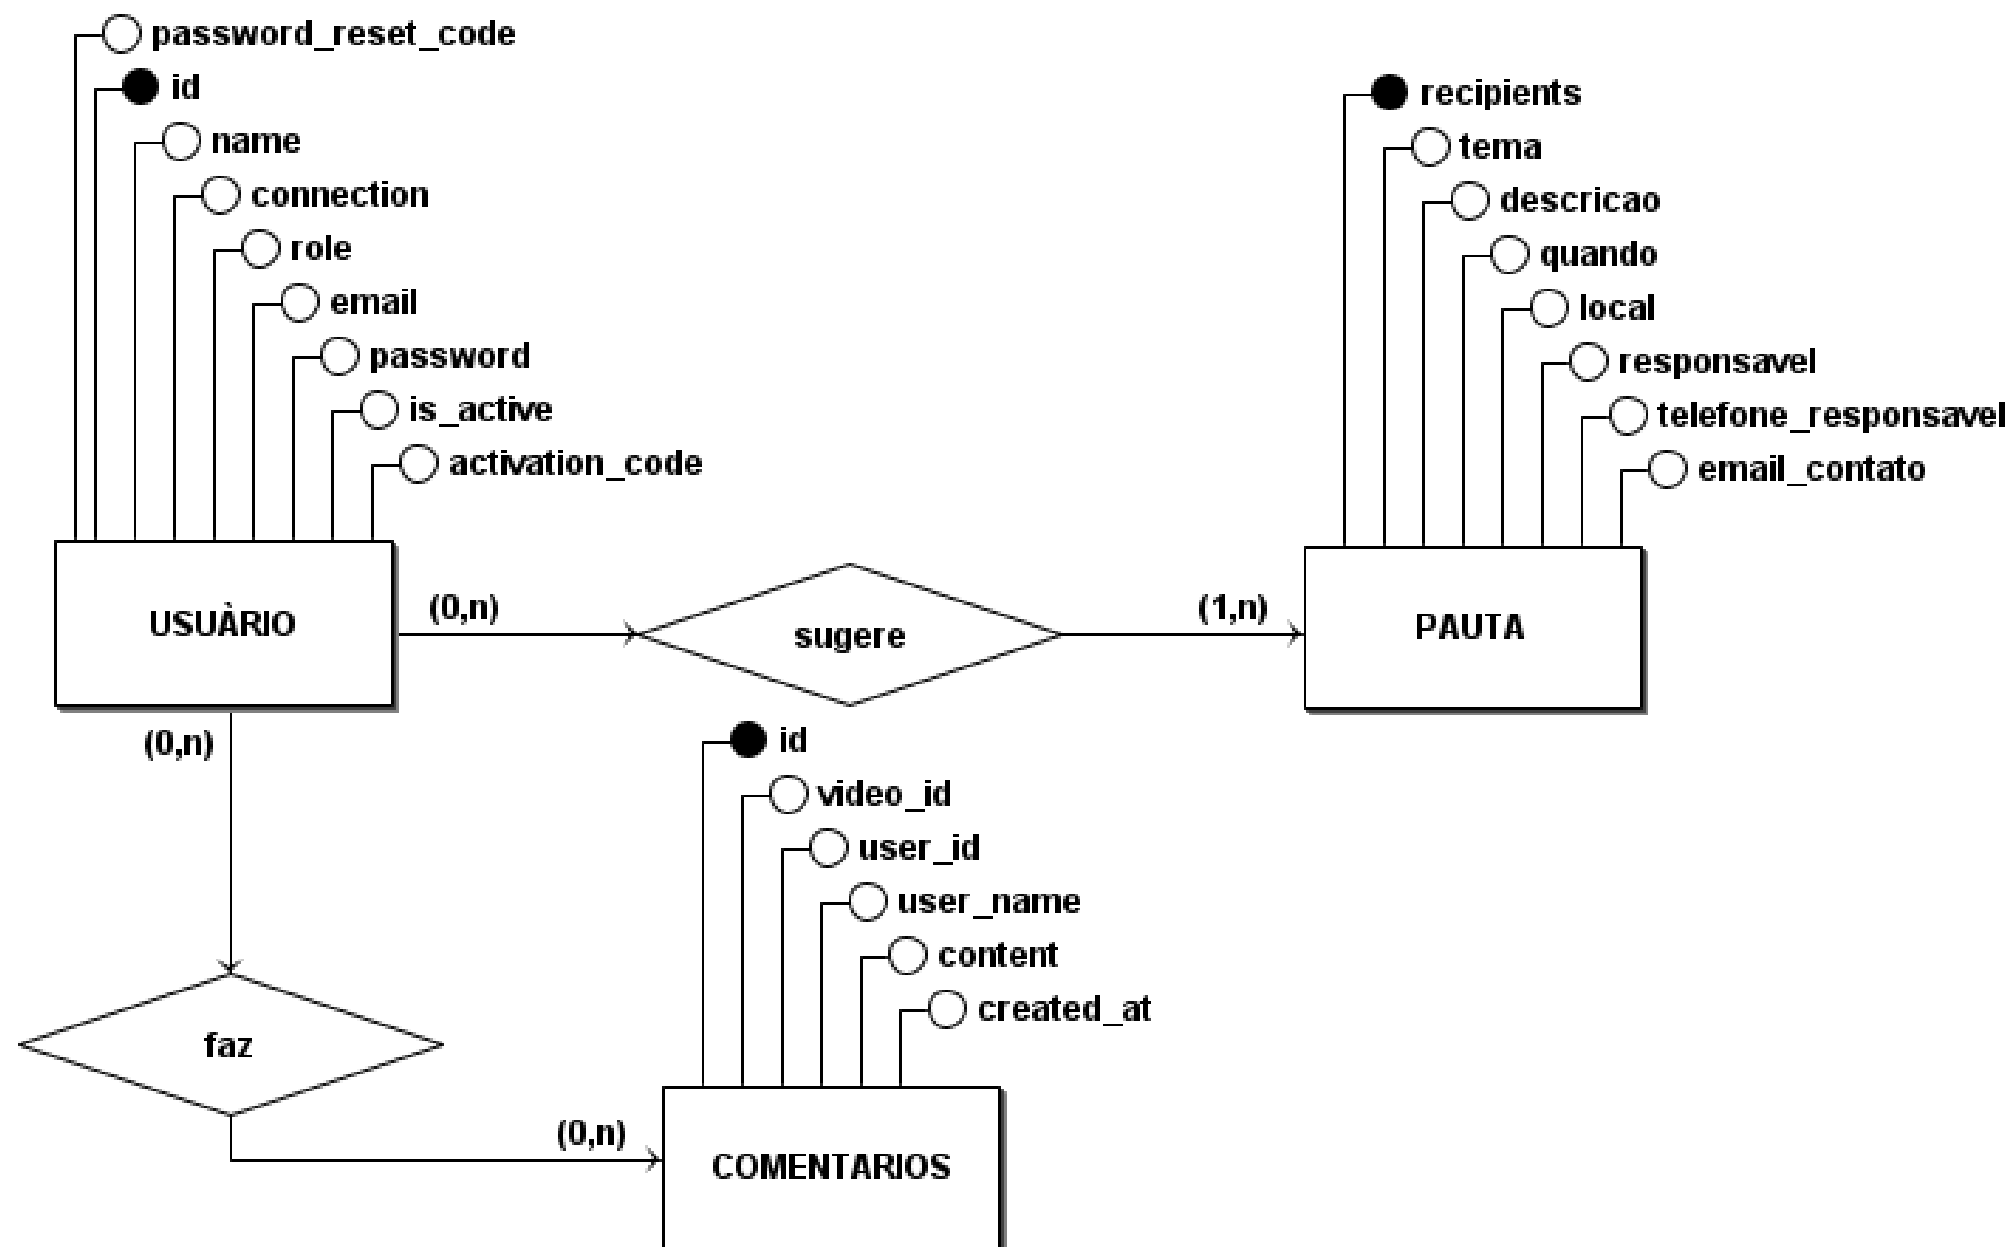 password_reset_code
id
name
connection
role
email
password
is_active
activation_code
recipients
tema
descricao
quando
local
responsavel
telefone_responsavel
email_contato
USUÀRIO
(0,n)
sugere
(1,n)
PAUTA
(0,n)
id
video_id
user_id
user_name
content
created_at
faz
(0,n)
COMENTARIOS